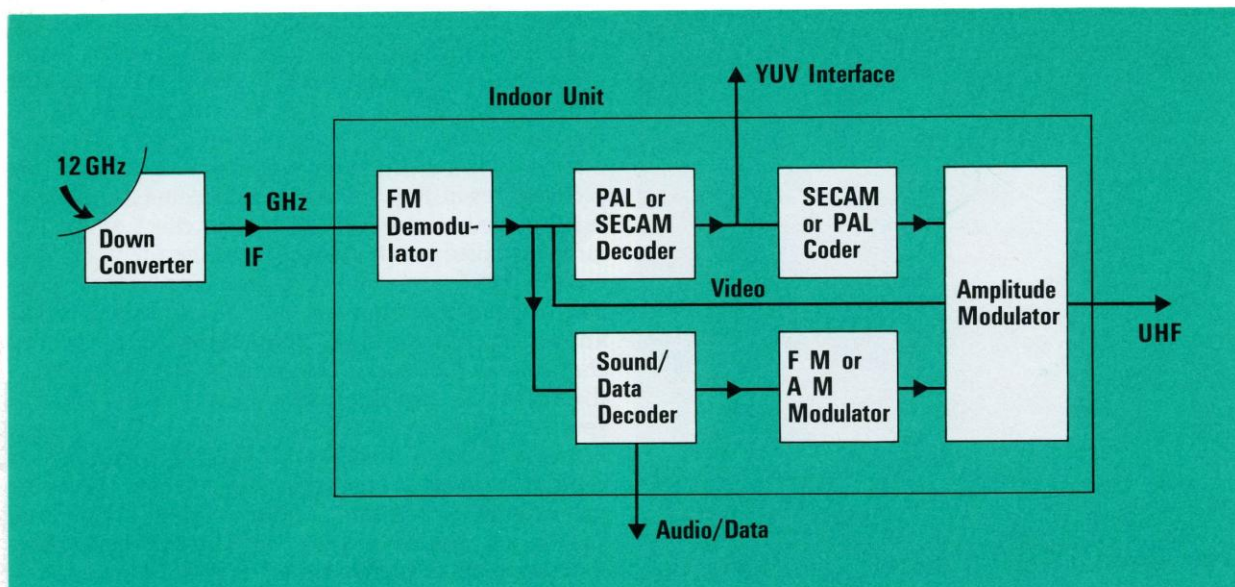 YUV Interface
Indoor Unit
12 GHz
Down
Converter
1 GHz
IF
FM
Demodu-
lator
PAL or
SECAM
Decoder
SECAM
or PAL
Coder
Video
Amplitude
Modulator
UHF
Sound/
Data
Decoder
F M or
A M
Modulator
Audio/Data